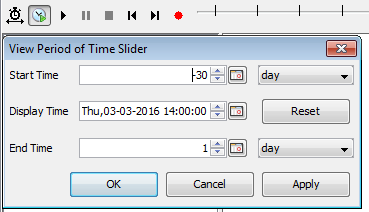 View Period of Time Slider
Start Time -30 day
Display Time Thu,03-03-2016 14:00:00 Reset
End Time 1 day
OK Cancel Apply